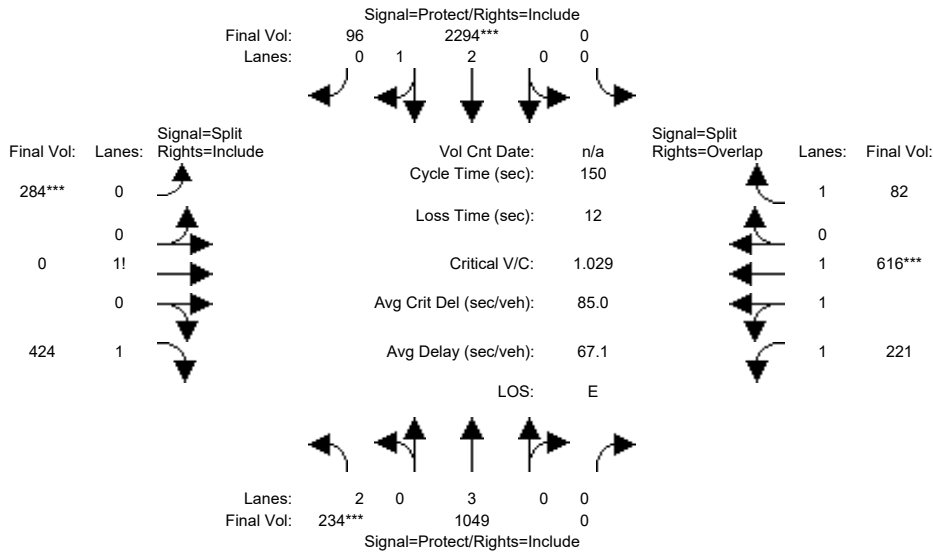 Signal=Protect/Rights=Include
Final Vol: 96 2294*** 0
Lanes: 0 1 2 0 0
Signal=Split Signal=Split
Final Vol: Lanes: Rights=Include Vol Cnt Date: n/a Rights=Overlap Lanes: Final Vol:
Cycle Time (sec): 150
284*** 0 1 82
Loss Time (sec): 12
0 0
0 1! Critical V/C: 1.029 1 616***
0 Avg Crit Del (sec/veh): 85.0 1
424 1 Avg Delay (sec/veh): 67.1 1 221
LOS: E
Lanes: 2 0 3 0 0
Final Vol: 234*** 1049 0
Signal=Protect/Rights=Include